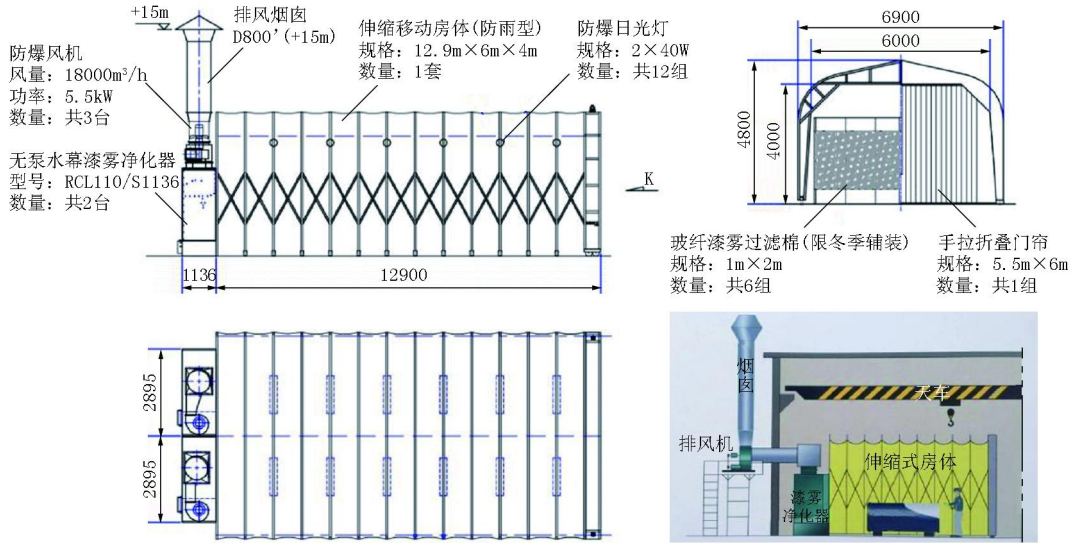 +15m
排风烟囱
D800'(+15m)
伸缩移动房体(防雨型)
规格：12.9m×6m×4m
数量：1套
防爆日光灯
规格：2×40W
数量：共12组
防爆风机
风量：18000m³/h
功率：5.5kW
数量：共3台
无泵水幕漆雾净化器
型号：RCL110/S1136
数量：共2台
K
1136
12900
6900
6000
4800
4000
玻纤漆雾过滤棉(限冬季辅装)
规格：1m×2m
数量：共6组
手拉折叠门帘
规格：5.5m×6m
数量：共1组
2895
2895
烟囱
天车
排风机
伸缩式房体
漆雾
净化器